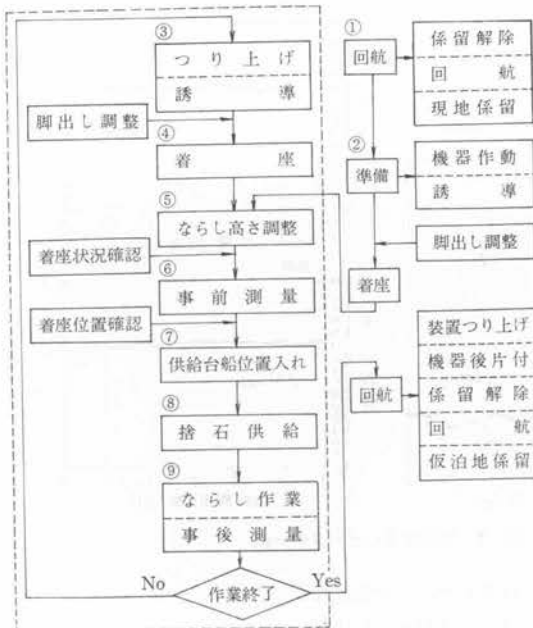 ③
つり上げ
誘導
脚出し調整
④
着座
⑤
ならし高さ調整
着座状況確認
⑥
事前測量
着座位置確認
⑦
供給台船位置入れ
⑧
捨石供給
⑨
ならし作業
事後測量
No
作業終了
Yes
①
回航
係留解除
回航
現地係留
②
準備
機器作動
誘導
脚出し調整
着座
回航
装置つり上げ
機器後片付
係留解除
回航
仮泊地係留